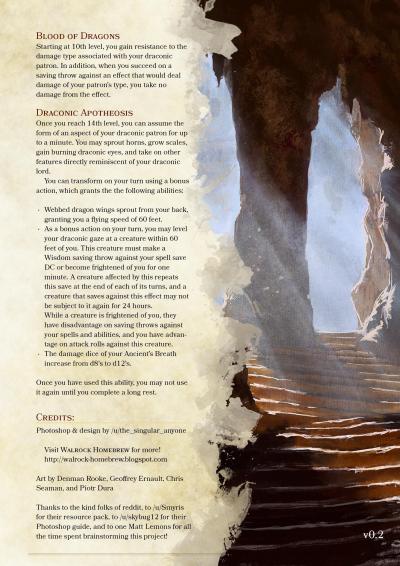 Blood of Dragons
Starting at 10th level, you gain resistance to the
damage type associated with your draconic
patron. In addition, when you succeed on a
saving throw against an effect that would deal
damage of your patron's type, you take no
damage from the effect.
Draconic Apotheosis
Once you reach 14th level, you can assume the
form of an aspect of your draconic patron for up
to a minute. You may sprout horns, grow scales,
gain burning draconic eyes, and take on other
features directly reminiscent of your draconic
lord.
You can transform on your turn using a bonus
action, which grants the the following abilities:
· Webbed dragon wings sprout from your back,
granting you a flying speed of 60 feet.
· As a bonus action on your turn, you may level
your draconic gaze at a creature within 60
feet of you. This creature must make a
Wisdom saving throw against your spell save
DC or become frightened of you for one
minute. A creature affected by this repeats
this save at the end of each of its turns, and a
creature that saves against this effect may not
be subject to it again for 24 hours.
While a creature is frightened of you, they
have disadvantage on saving throws against
your spells and abilities, and you have advan-
tage on attack rolls against this creature.
· The damage dice of your Ancient's Breath
increase from d8's to d12's.
Once you have used this ability, you may not use
it again until you complete a long rest.
Credits:
Photoshop & design by /u/the_singular_anyone
Visit Walrock Homebrew for more!
http://walrock-homebrew.blogspot.com
Art by Denman Rooke, Geoffrey Ernault, Chris
Seaman, and Piotr Dura
Thanks to the kind folks of reddit, to /u/Smyris
for their resource pack, to /u/skybug12 for their
Photoshop guide, and to one Matt Lemons for all
the time spent brainstorming this project!
v0.2